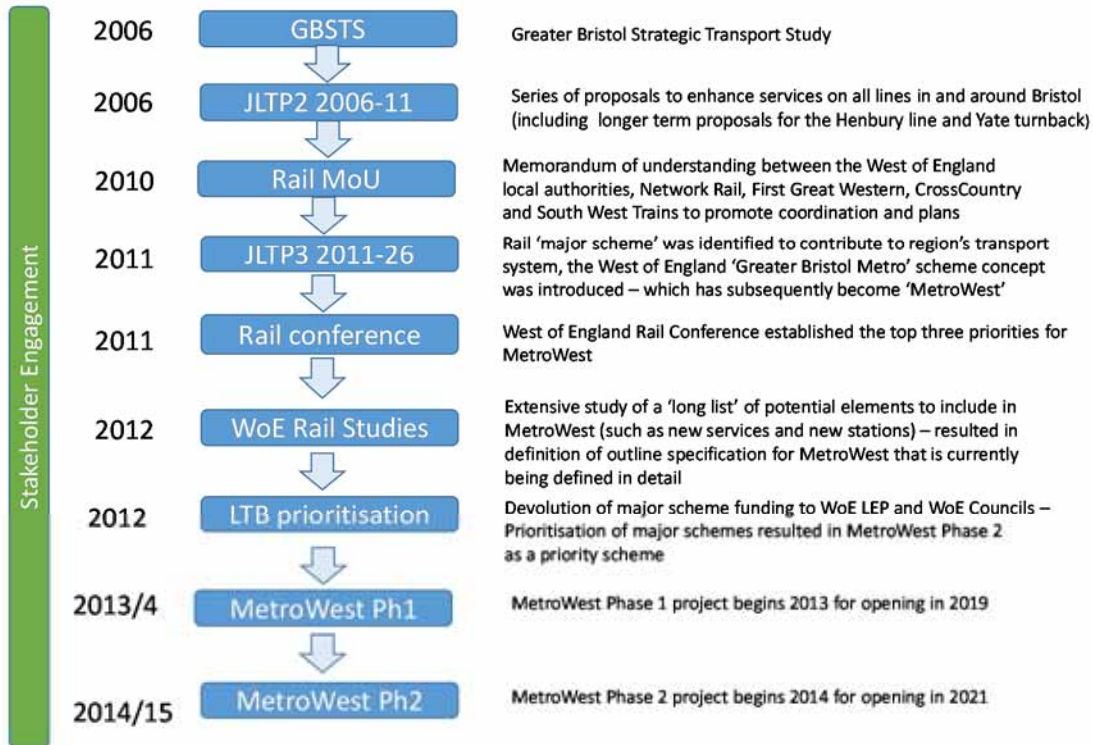 Stakeholder Engagement
2006
GBSTS
Greater Bristol Strategic Transport Study
2006
JLTP2 2006-11
Series of proposals to enhance services on all lines in and around Bristol
(including longer term proposals for the Henbury line and Yate turnback)
2010
Rail MoU
Memorandum of understanding between the West of England
local authorities, Network Rail, First Great Western, CrossCountry
and South West Trains to promote coordination and plans
2011
JLTP3 2011-26
Rail ‘major scheme’ was identified to contribute to region’s transport
system, the West of England ‘Greater Bristol Metro’ scheme concept
was introduced – which has subsequently become ‘MetroWest’
2011
Rail conference
West of England Rail Conference established the top three priorities for
MetroWest
2012
WoE Rail Studies
Extensive study of a ‘long list’ of potential elements to include in
MetroWest (such as new services and new stations) – resulted in
definition of outline specification for MetroWest that is currently
being defined in detail
2012
LTB prioritisation
Devolution of major scheme funding to WoE LEP and WoE Councils –
Prioritisation of major schemes resulted in MetroWest Phase 2
as a priority scheme
2013/4
MetroWest Ph1
MetroWest Phase 1 project begins 2013 for opening in 2019
2014/15
MetroWest Ph2
MetroWest Phase 2 project begins 2014 for opening in 2021